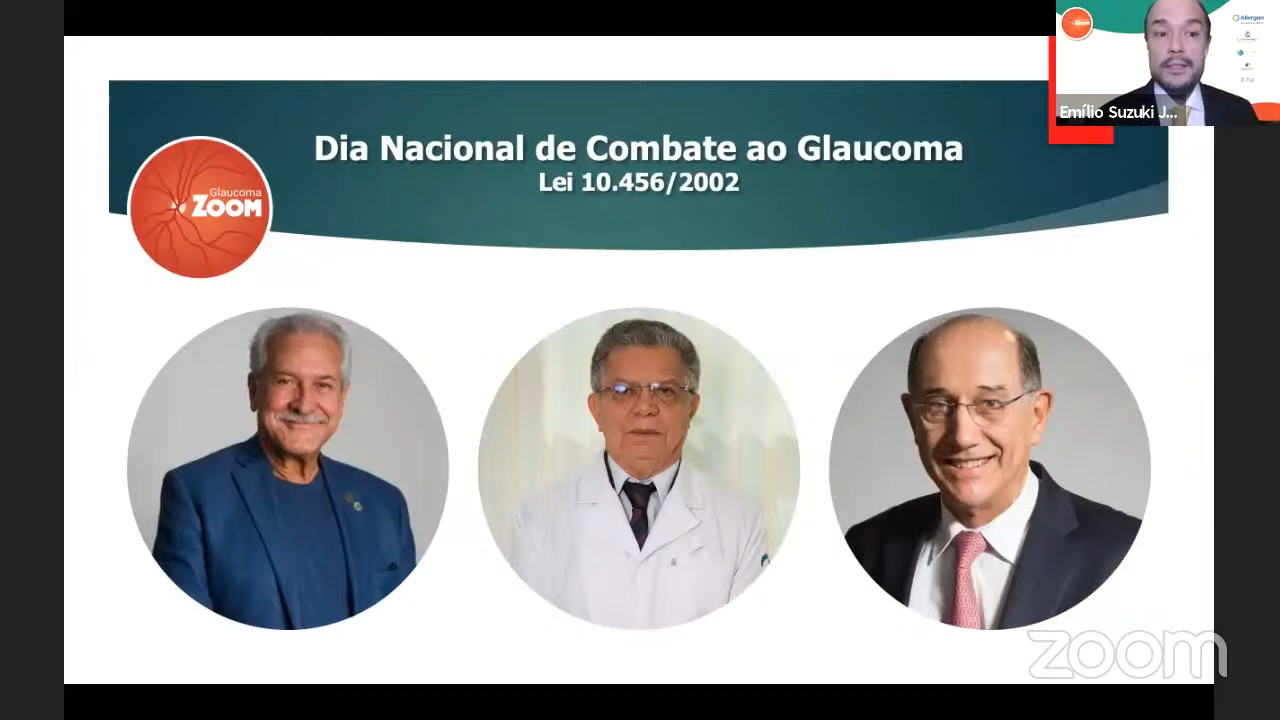 Dia Nacional de Combate ao Glaucoma
Lei 10.456/2002
Glaucoma
ZOOM
Allergan
Emílio Suzuki J...
zoom